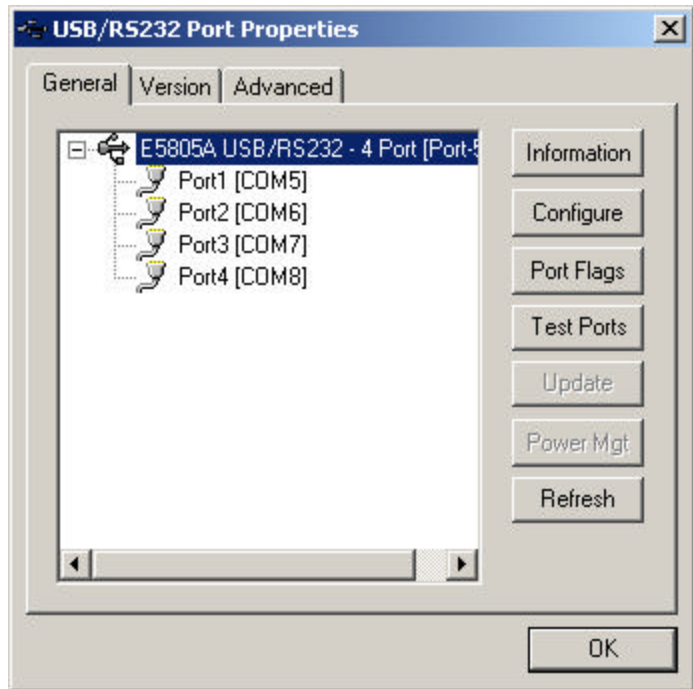 USB/RS232 Port Properties
General Version Advanced
E5805A USB/RS232 - 4 Port [Port-5
Port1 [COM5]
Port2 [COM6]
Port3 [COM7]
Port4 [COM8]
Information
Configure
Port Flags
Test Ports
Update
Power Mgt
Refresh
OK